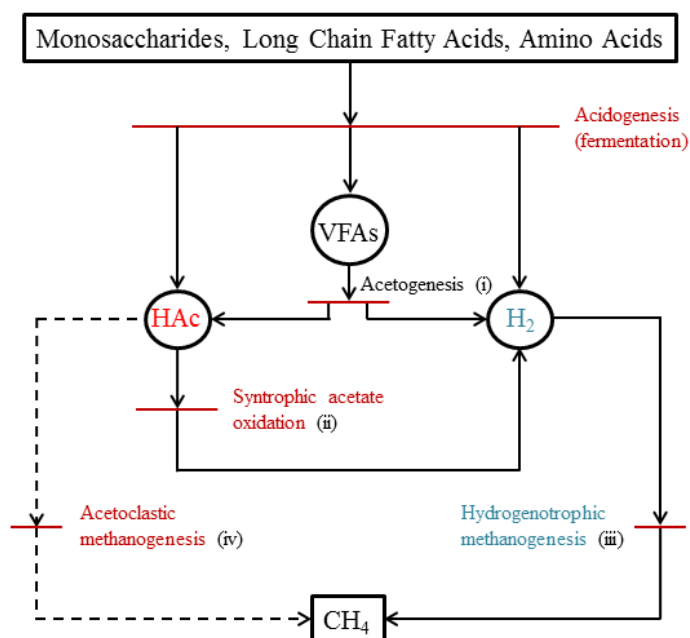 Monosaccharides, Long Chain Fatty Acids, Amino Acids
Acidogenesis
(fermentation)
VFAs
Acetogenesis (i)
HAc
H₂
Syntrophic acetate
oxidation (ii)
Acetoclastic
methanogenesis (iv)
Hydrogenotrophic
methanogenesis (iii)
CH₄